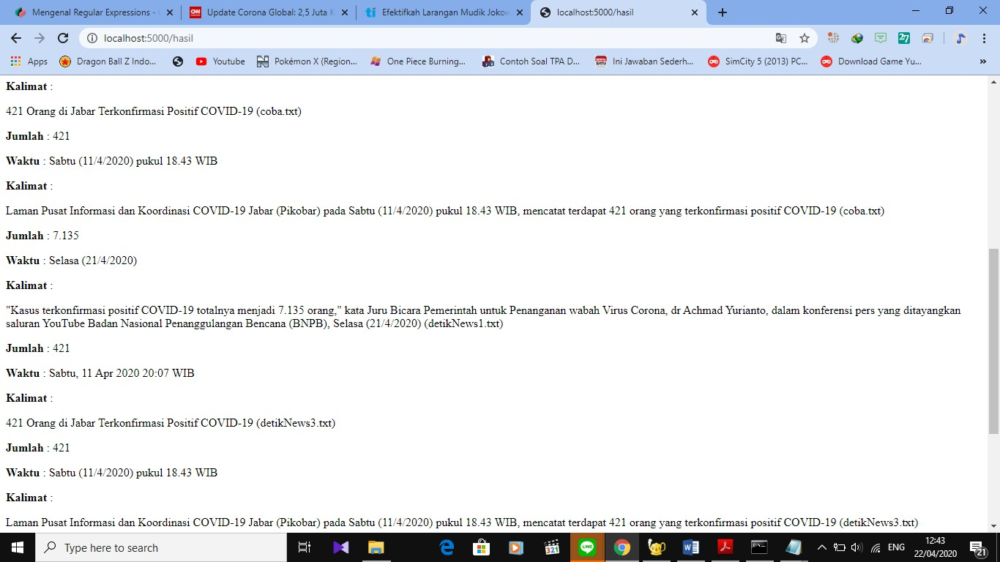 Mengenal Regular Expressions -
Update Corona Global: 2,5 Juta K
Efektifkah Larangan Mudik Jokow
localhost:5000/hasil
localhost:5000/hasil
Apps
Dragon Ball Z Indo...
Youtube
Pokémon X (Region...
One Piece Burning...
Contoh Soal TPA D...
Ini Jawaban Sederh...
SimCity 5 (2013) PC...
Download Game Yu...
»
Kalimat :
421 Orang di Jabar Terkonfirmasi Positif COVID-19 (coba.txt)
Jumlah : 421
Waktu : Sabtu (11/4/2020) pukul 18.43 WIB
Kalimat :
Laman Pusat Informasi dan Koordinasi COVID-19 Jabar (Pikobar) pada Sabtu (11/4/2020) pukul 18.43 WIB, mencatat terdapat 421 orang yang terkonfirmasi positif COVID-19 (coba.txt)
Jumlah : 7.135
Waktu : Selasa (21/4/2020)
Kalimat :
"Kasus terkonfirmasi positif COVID-19 totalnya menjadi 7.135 orang," kata Juru Bicara Pemerintah untuk Penanganan wabah Virus Corona, dr Achmad Yurianto, dalam konferensi pers yang ditayangkan
saluran YouTube Badan Nasional Penanggulangan Bencana (BNPB), Selasa (21/4/2020) (detikNews1.txt)
Jumlah : 421
Waktu : Sabtu, 11 Apr 2020 20:07 WIB
Kalimat :
421 Orang di Jabar Terkonfirmasi Positif COVID-19 (detikNews3.txt)
Jumlah : 421
Waktu : Sabtu (11/4/2020) pukul 18.43 WIB
Kalimat :
Laman Pusat Informasi dan Koordinasi COVID-19 Jabar (Pikobar) pada Sabtu (11/4/2020) pukul 18.43 WIB, mencatat terdapat 421 orang yang terkonfirmasi positif COVID-19 (detikNews3.txt)
Type here to search
ENG
12:43
22/04/2020
21